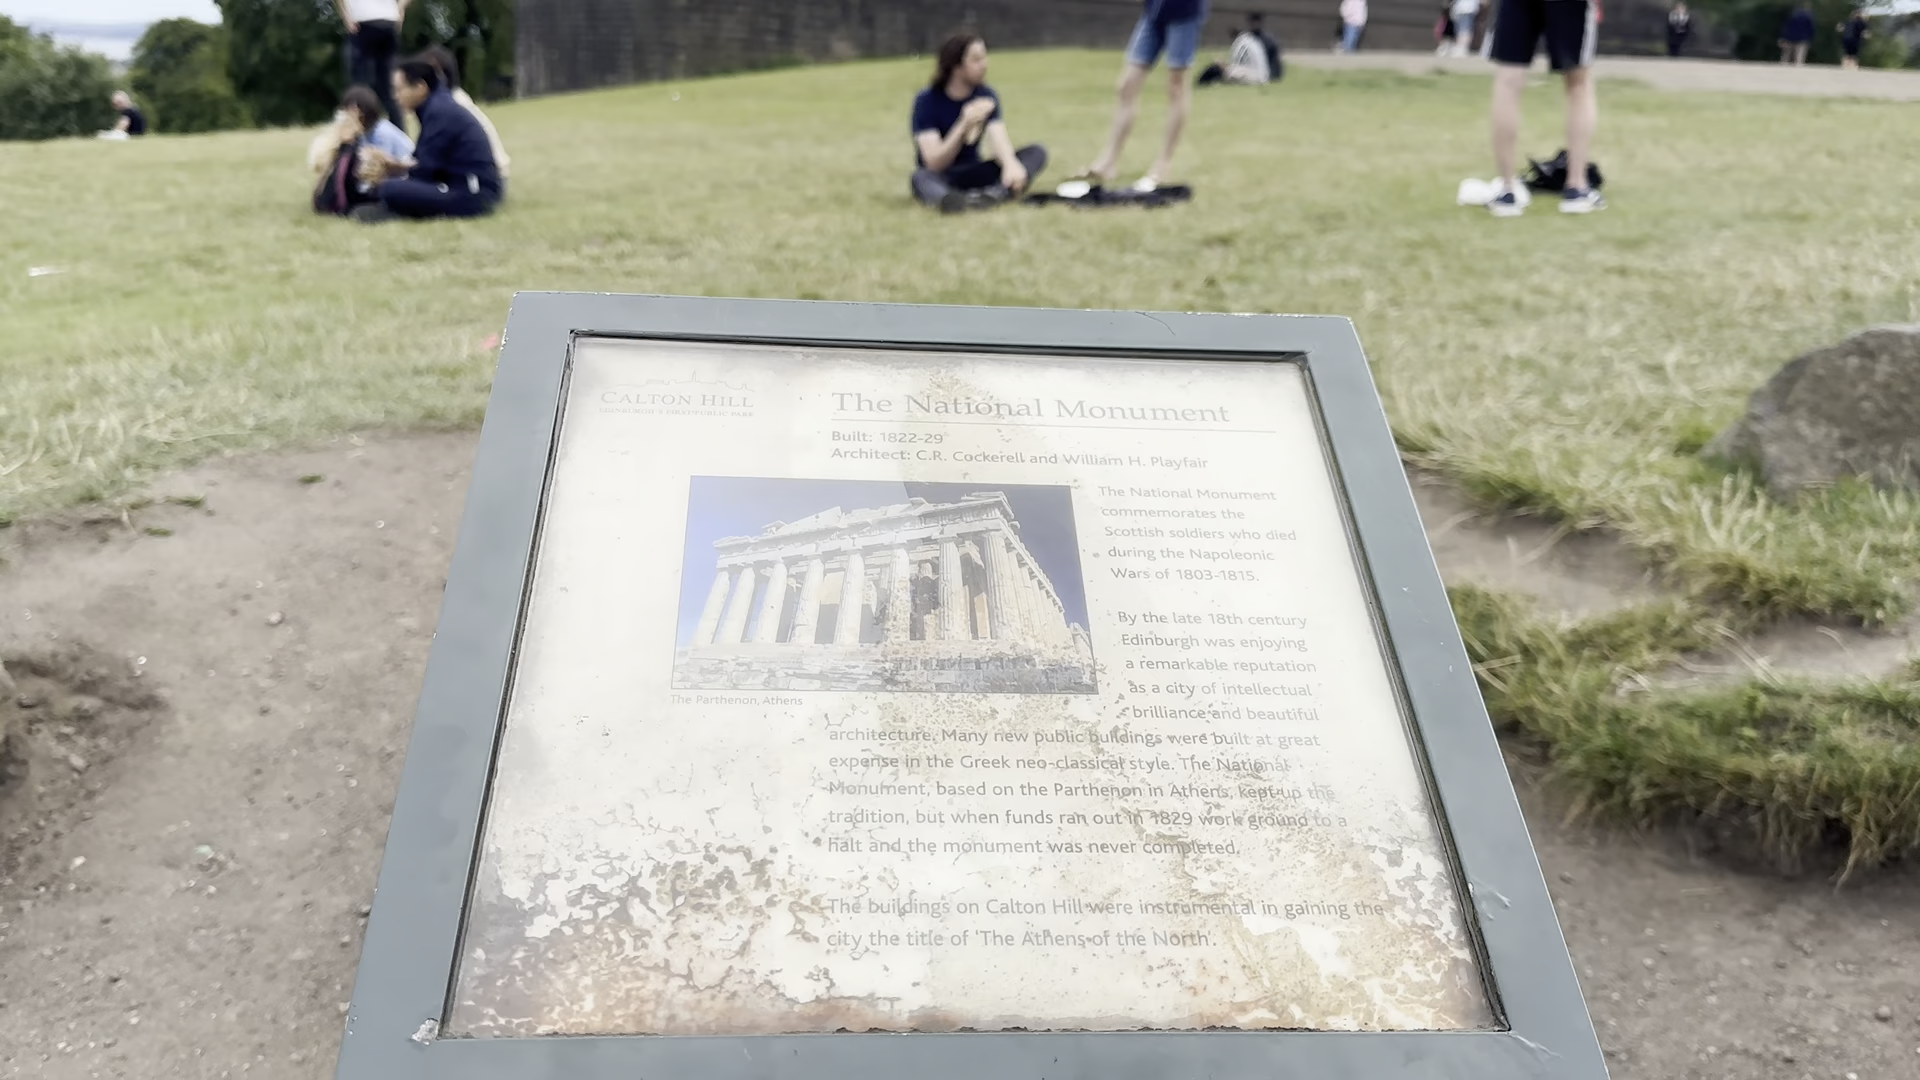 CALTON HILL
EDINBURGH'S FIRST PUBLIC PARK
The National Monument
Built: 1822-29
Architect: C.R. Cockerell and William H. Playfair
The National Monument
commemorates the
Scottish soldiers who died
during the Napoleonic
Wars of 1803-1815.
By the late 18th century
Edinburgh was enjoying
a remarkable reputation
as a city of intellectual
brilliance and beautiful
The Parthenon, Athens
architecture. Many new public buildings were built at great
expense in the Greek neo-classical style. The National
Monument, based on the Parthenon in Athens, kept up the
tradition, but when funds ran out in 1829 work ground to a
halt and the monument was never completed.
The buildings on Calton Hill were instrumental in gaining the
city the title of 'The Athens of the North'.